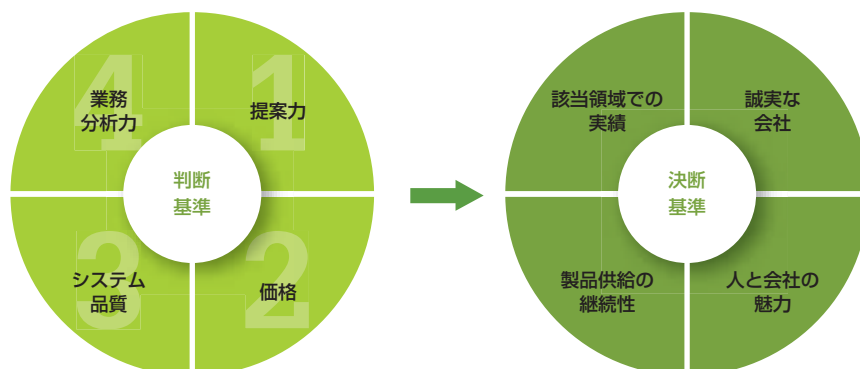 4
業務
分析力
1
提案力
判断
基準
3
システム
品質
2
価格
該当領域での
実績
誠実な
会社
決断
基準
製品供給の
継続性
人と会社の
魅力